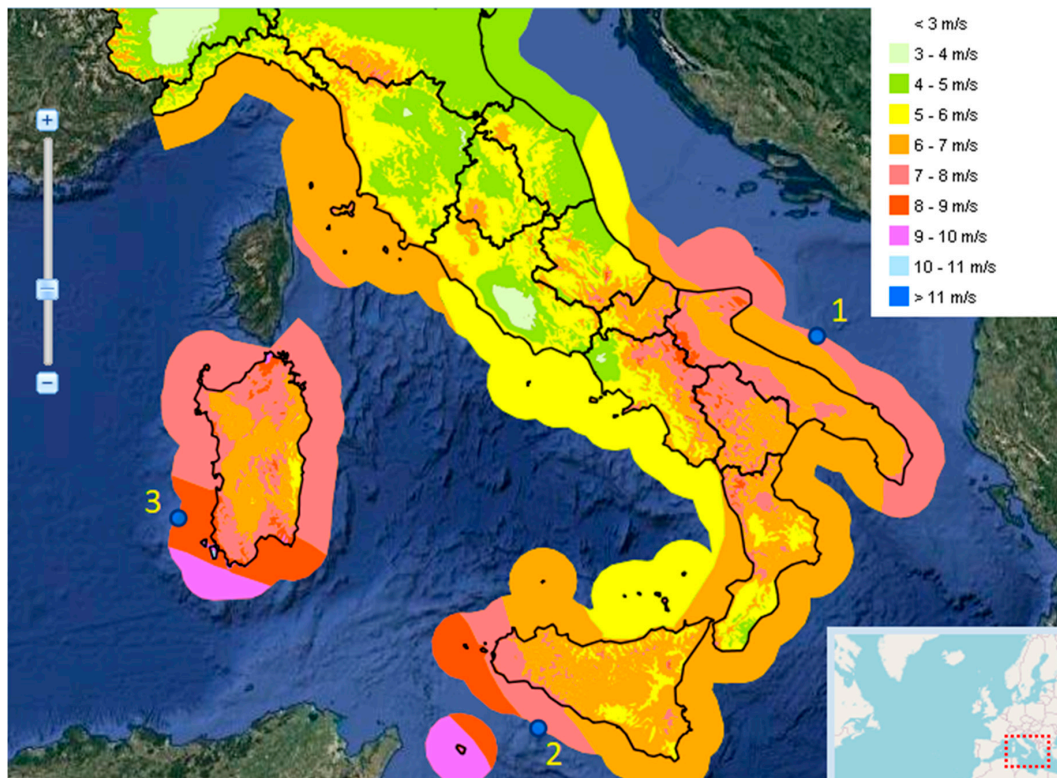 < 3 m/s
3 - 4 m/s
4 - 5 m/s
5 - 6 m/s
6 - 7 m/s
7 - 8 m/s
8 - 9 m/s
9 - 10 m/s
10 - 11 m/s
> 11 m/s
1
3
2